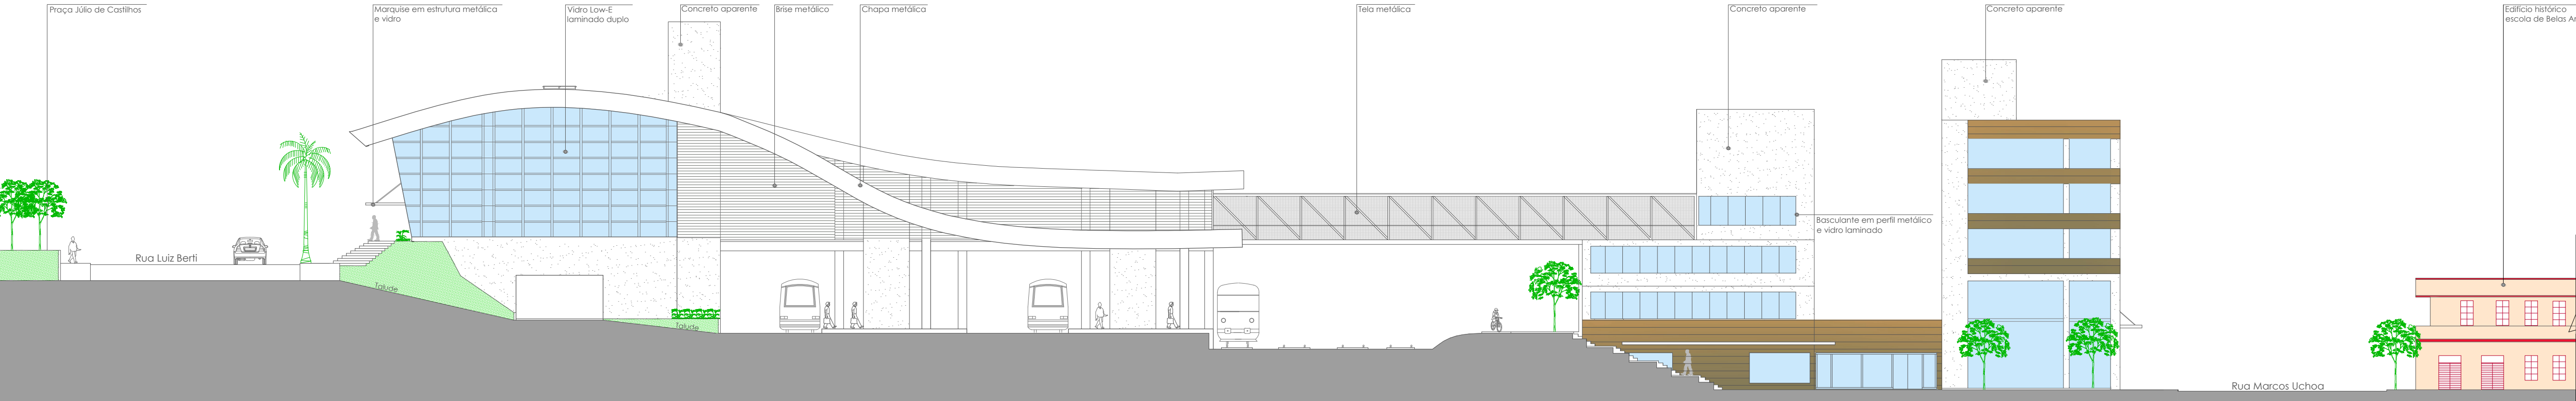 Praça Júlio de Castilhos
Marquise em estrutura metálica
e vidro
Vidro Low-E
laminado duplo
Concreto aparente
Brise metálico
Chapa metálica
Tela metálica
Concreto aparente
Concreto aparente
Edifício histórico
escola de Belas Ar
Basculante em perfil metálico
e vidro laminado
Rua Luiz Berti
Talude
Talude
Rua Marcos Uchoa